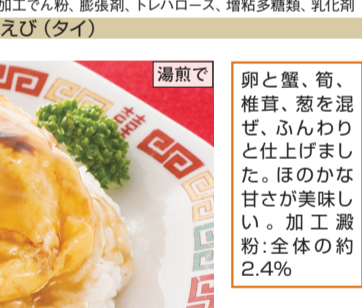 加工でん粉、膨張剤、トレハロース、増粘多糖類、乳化剤
えび（タイ）
湯煎で
卵と蟹、筍、
椎茸、葱を混
ぜ、ふんわり
と仕上げまし
た。ほのかな
甘さが美味し
い。加工澱
粉：全体の約
2.4%